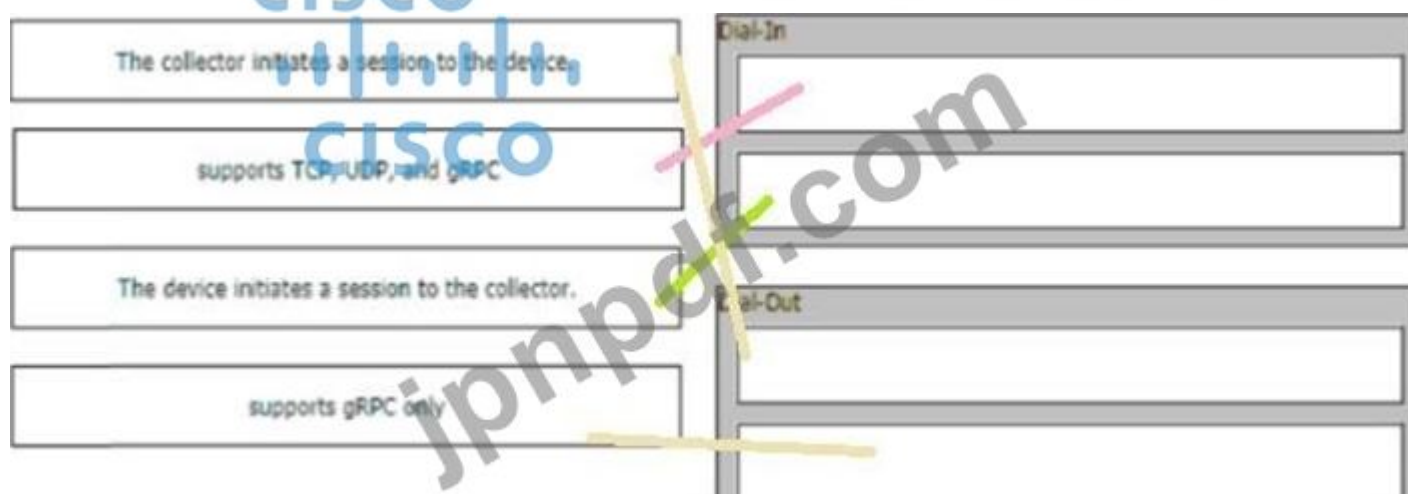 CISCO
The collector initiates a session to the device.
CISCO
supports TCP, UDP, and gRPC
The device initiates a session to the collector.
supports gRPC only
Dial-In
Dial-Out
jpnpdf.com